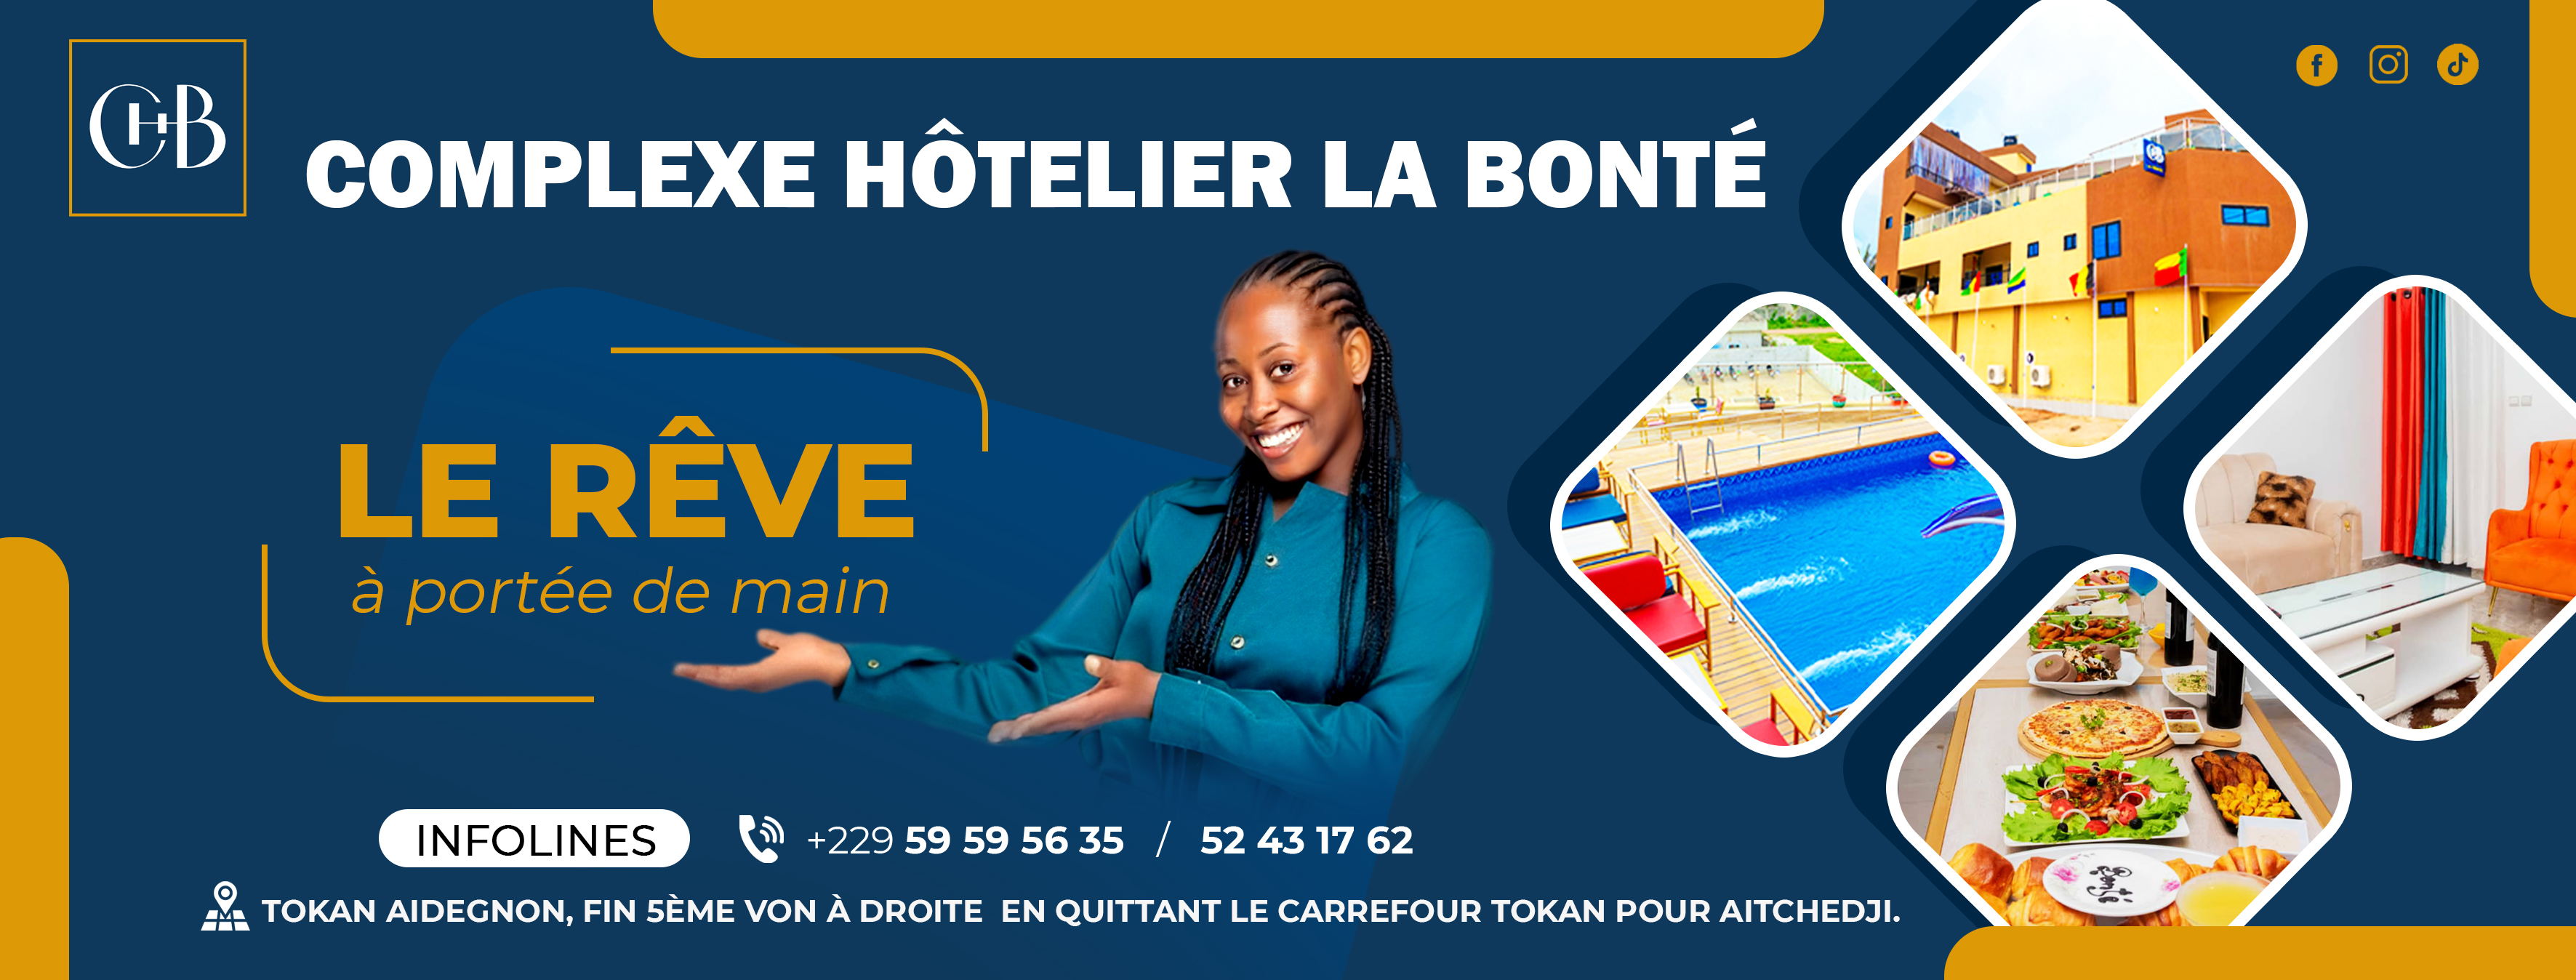 CHB
COMPLEXE HÔTELIER LA BONTÉ
LE RÊVE
à portée de main
INFOLINES
+229 59 59 56 35 / 52 43 17 62
TOKAN AIDEGNON, FIN 5ÈME VON À DROITE EN QUITTANT LE CARREFOUR TOKAN POUR AITCHEDJI.
Bonté